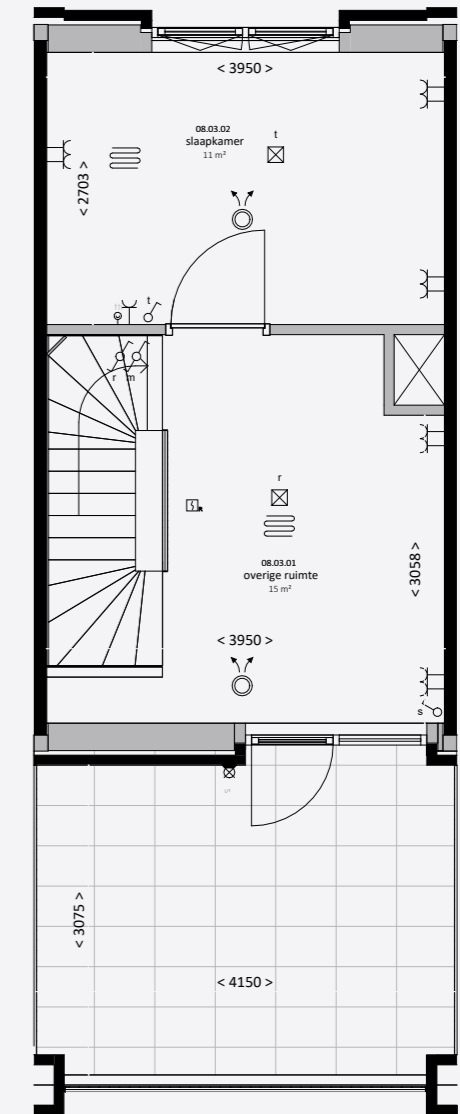 < 3950 >
08.03.02
slaapkamer
11 m²
t
< 2703 >
t
r m
r
08.03.01
overige ruimte
15 m²
< 3058 >
< 3950 >
s
< 3075 >
< 4150 >